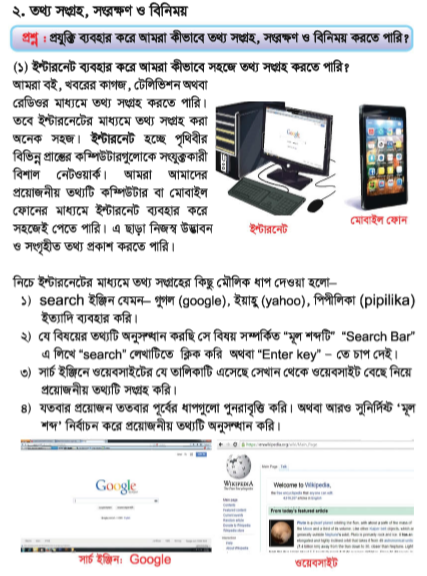 ২. তথ্য সংগ্রহ, সংরক্ষণ ও বিনিময়
প্রশ্ন : প্রযুক্তি ব্যবহার করে আমরা কীভাবে তথ্য সংগ্রহ, সংরক্ষণ ও বিনিময় করতে পারি?
(১) ইন্টারনেট ব্যবহার করে আমরা কীভাবে সহজে তথ্য সংগ্রহ করতে পারি?
আমরা বই, খবরের কাগজ, টেলিভিশন অথবা
রেডিওর মাধ্যমে তথ্য সংগ্রহ করতে পারি।
তবে ইন্টারনেটের মাধ্যমে তথ্য সংগ্রহ করা
অনেক সহজ। ইন্টারনেট হচ্ছে পৃথিবীর
বিভিন্ন প্রান্তের কম্পিউটারগুলোকে সংযুক্তকারী
বিশাল নেটওয়ার্ক। আমরা আমাদের
প্রয়োজনীয় তথ্যটি কম্পিউটার বা মোবাইল
ফোনের মাধ্যমে ইন্টারনেট ব্যবহার করে
সহজেই পেতে পারি। এ ছাড়া নিজস্ব উদ্ভাবন
ও সংগৃহীত তথ্য প্রকাশ করতে পারি।
ইন্টারনেট
মোবাইল ফোন
নিচে ইন্টারনেটের মাধ্যমে তথ্য সংগ্রহের কিছু মৌলিক ধাপ দেওয়া হলো—
১) search ইঞ্জিন যেমন– গুগল (google), ইয়াহু (yahoo), পিপীলিকা (pipilika)
ইত্যাদি ব্যবহার করি।
২) যে বিষয়ের তথ্যটি অনুসন্ধান করছি সে বিষয় সম্পর্কিত “মূল শব্দটি” “Search Bar”
এ লিখে “search” লেখাটিতে ক্লিক করি অথবা “Enter key” – তে চাপ দেই।
৩) সার্চ ইঞ্জিনে ওয়েবসাইটের যে তালিকাটি এসেছে সেখান থেকে ওয়েবসাইট বেছে নিয়ে
প্রয়োজনীয় তথ্যটি সংগ্রহ করি।
৪) যতবার প্রয়োজন ততবার পূর্বের ধাপগুলো পুনরাবৃত্তি করি। অথবা আরও সুনির্দিষ্ট ‘মূল
শব্দ’ নির্বাচন করে প্রয়োজনীয় তথ্যটি অনুসন্ধান করি।
Google
WIKIPEDIA
Main Page Talk
Welcome to Wikipedia,
From today's featured article
সার্চ ইঞ্জিন: Google
ওয়েবসাইট